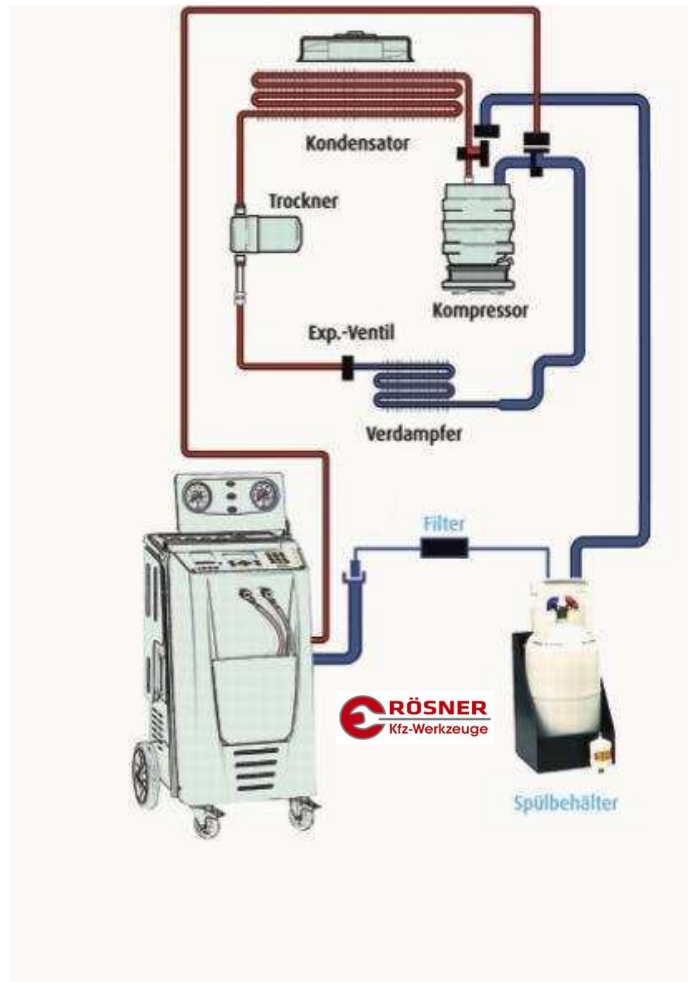 Kondensator
Trockner
Kompressor
Exp.-Ventil
Verdampfer
Filter
RÖSNER
Kfz-Werkzeuge
Spülbehälter